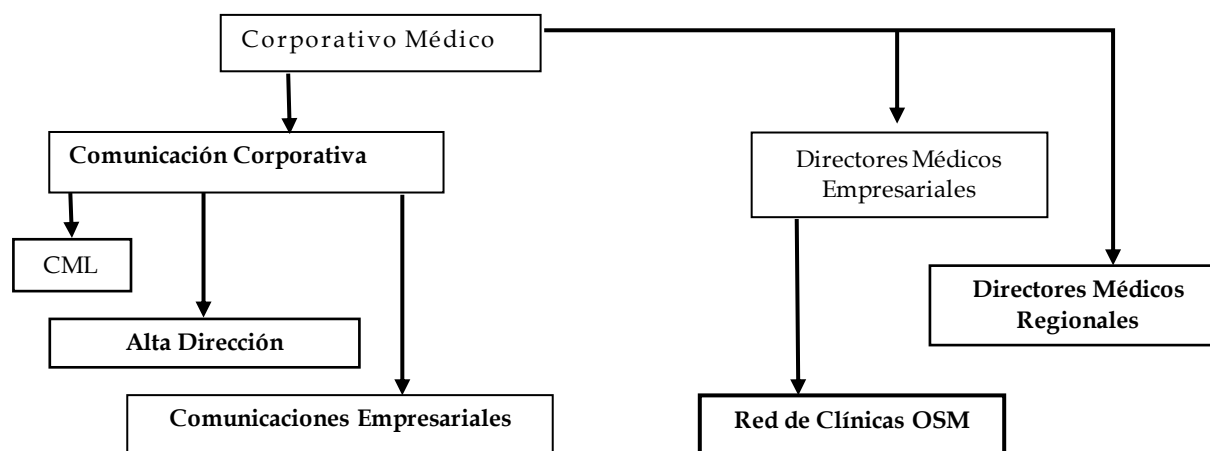 Corporativo Médico
Comunicación Corporativa
Directores Médicos
Empresariales
CML
Directores Médicos
Regionales
Alta Dirección
Comunicaciones Empresariales
Red de Clínicas OSM